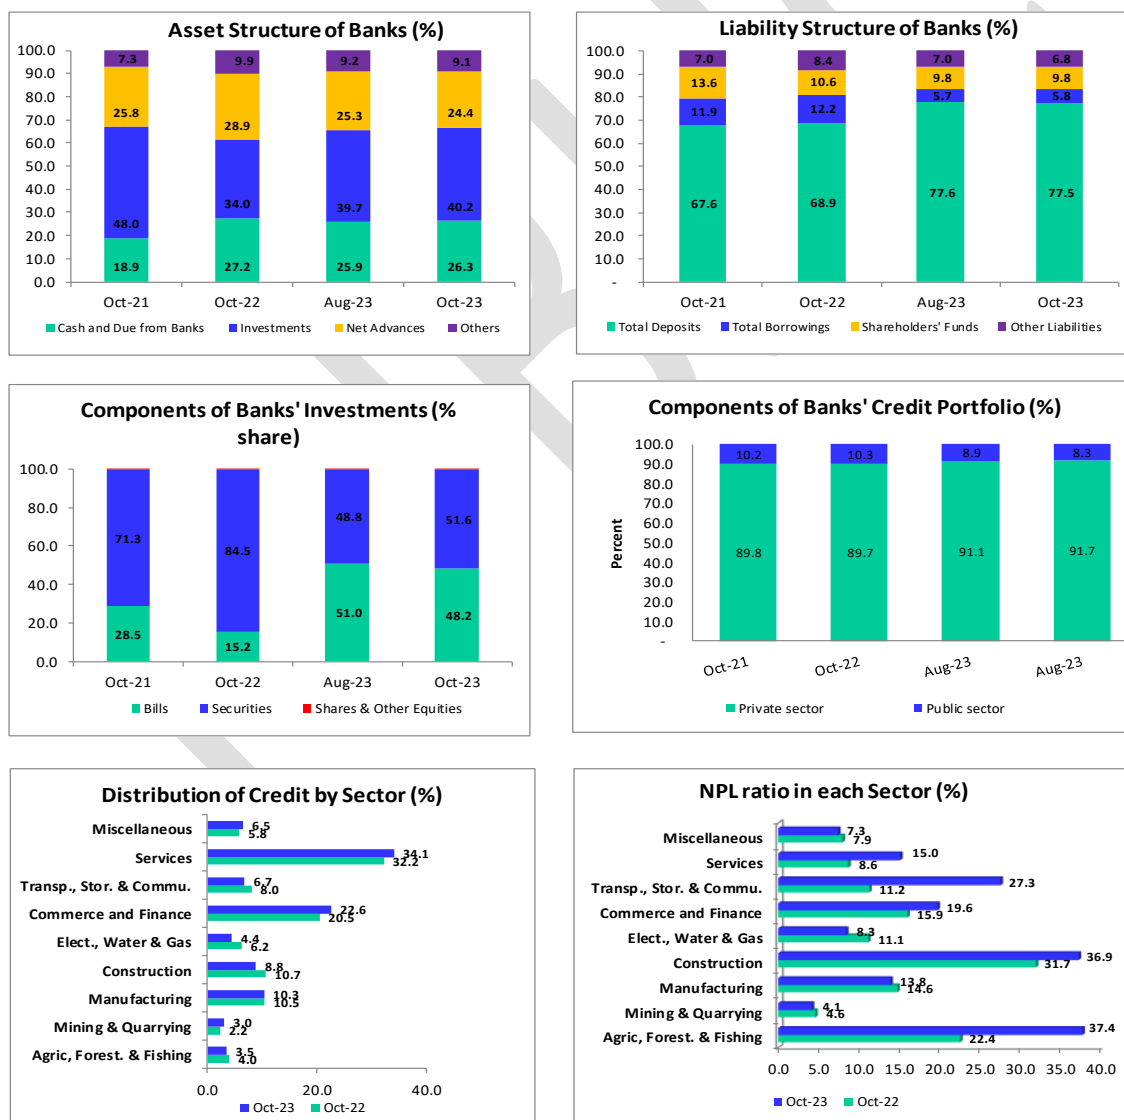 Asset Structure of Banks (%)
100.0
90.0
80.0
70.0
60.0
50.0
40.0
30.0
20.0
10.0
0.0
7.3 9.9 9.2 9.1
25.8 28.9 25.3 24.4
48.0 34.0 39.7 40.2
18.9 27.2 25.9 26.3
Oct-21 Oct-22 Aug-23 Oct-23
Cash and Due from Banks Investments Net Advances Others
Liability Structure of Banks (%)
100.0
90.0
80.0
70.0
60.0
50.0
40.0
30.0
20.0
10.0
-
7.0 8.4 7.0 6.8
13.6 10.6 9.8 9.8
11.9 12.2 5.7 5.8
67.6 68.9 77.6 77.5
Oct-21 Oct-22 Aug-23 Oct-23
Total Deposits Total Borrowings Shareholders' Funds Other Liabilities
Components of Banks' Investments (%
share)
100.0
80.0
60.0
40.0
20.0
0.0
71.3 84.5 48.8 51.6
28.5 15.2 51.0 48.2
Oct-21 Oct-22 Aug-23 Oct-23
Bills Securities Shares & Other Equities
Components of Banks' Credit Portfolio (%)
Percent
100.0
90.0
80.0
70.0
60.0
50.0
40.0
30.0
20.0
10.0
-
10.2 10.3 8.9 8.3
89.8 89.7 91.1 91.7
Oct-21 Oct-22 Aug-23 Aug-23
Private sector Public sector
Distribution of Credit by Sector (%)
Miscellaneous 6.5 5.8
Services 34.1 32.2
Transp., Stor. & Commu. 6.7 8.0
Commerce and Finance 22.6 20.5
Elect., Water & Gas 4.4 6.2
Construction 8.8 10.7
Manufacturing 10.3 10.5
Mining & Quarrying 3.0 2.2
Agric, Forest. & Fishing 3.5 4.0
0.0 20.0 40.0
Oct-23 Oct-22
NPL ratio in each Sector (%)
Miscellaneous 7.3 7.9
Services 15.0 8.6
Transp., Stor. & Commu. 27.3 11.2
Commerce and Finance 19.6 15.9
Elect., Water & Gas 8.3 11.1
Construction 36.9 31.7
Manufacturing 13.8 14.6
Mining & Quarrying 4.1 4.6
Agric, Forest. & Fishing 37.4 22.4
0.0 5.0 10.0 15.0 20.0 25.0 30.0 35.0 40.0
Oct-23 Oct-22